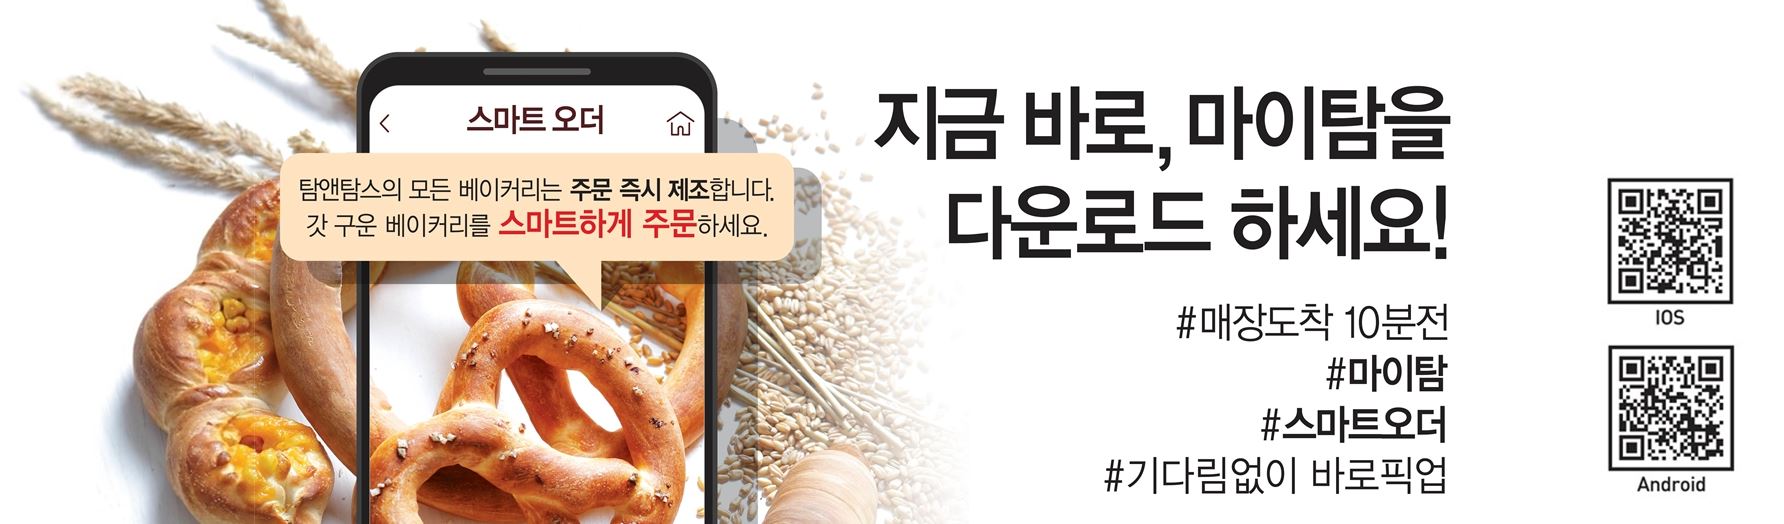 스마트 오더
탐앤탐스의 모든 베이커리는 주문 즉시 제조합니다.
갓 구운 베이커리를 스마트하게 주문하세요.
지금 바로, 마이탐을
다운로드 하세요!
#매장도착 10분전
#마이탐
#스마트오더
#기다림없이 바로픽업
IOS
Android